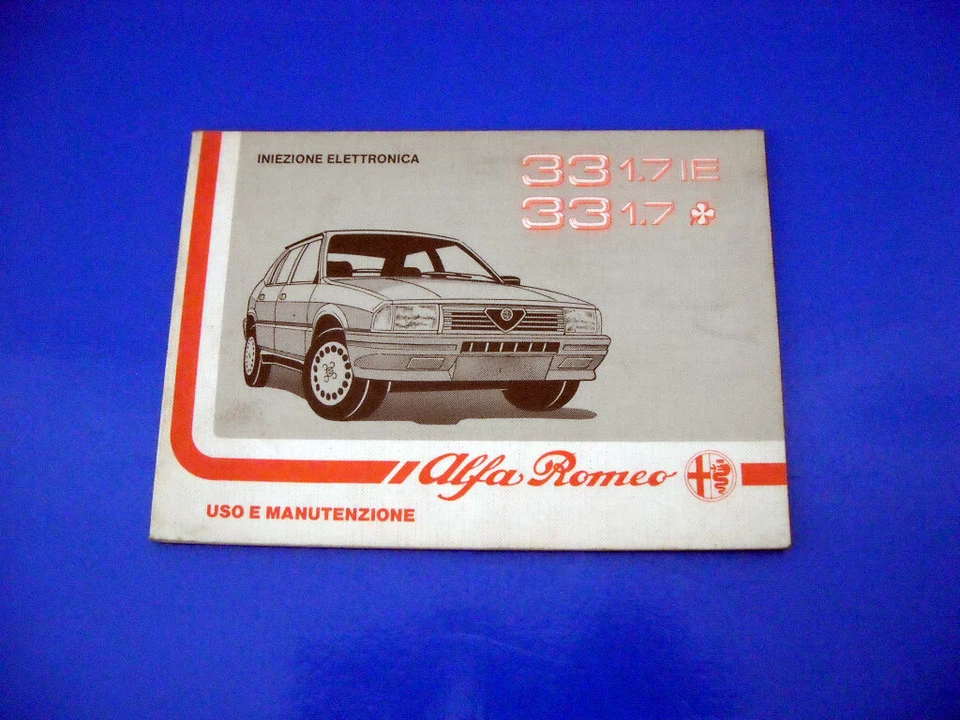 INIEZIONE ELETTRONICA
33 1.7 IE
33 1.7
Alfa Romeo
USO E MANUTENZIONE